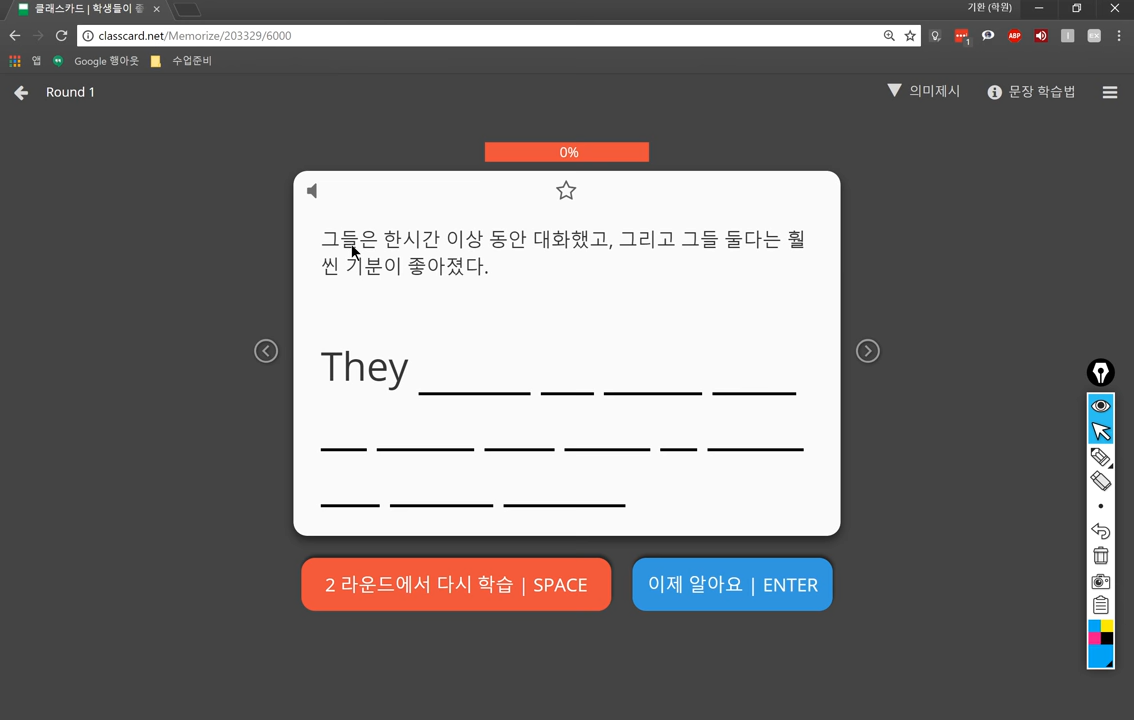 클래스카드 | 학생들이
기환 (학원)
classcard.net/Memorize/203329/6000
1
ABP
앱
Google 행아웃
수업준비
Round 1
의미제시
문장 학습법
0%
그들은 한시간 이상 동안 대화했고, 그리고 그들 둘다는 훨
씬 기분이 좋아졌다.
They
2 라운드에서 다시 학습 | SPACE
이제 알아요 | ENTER